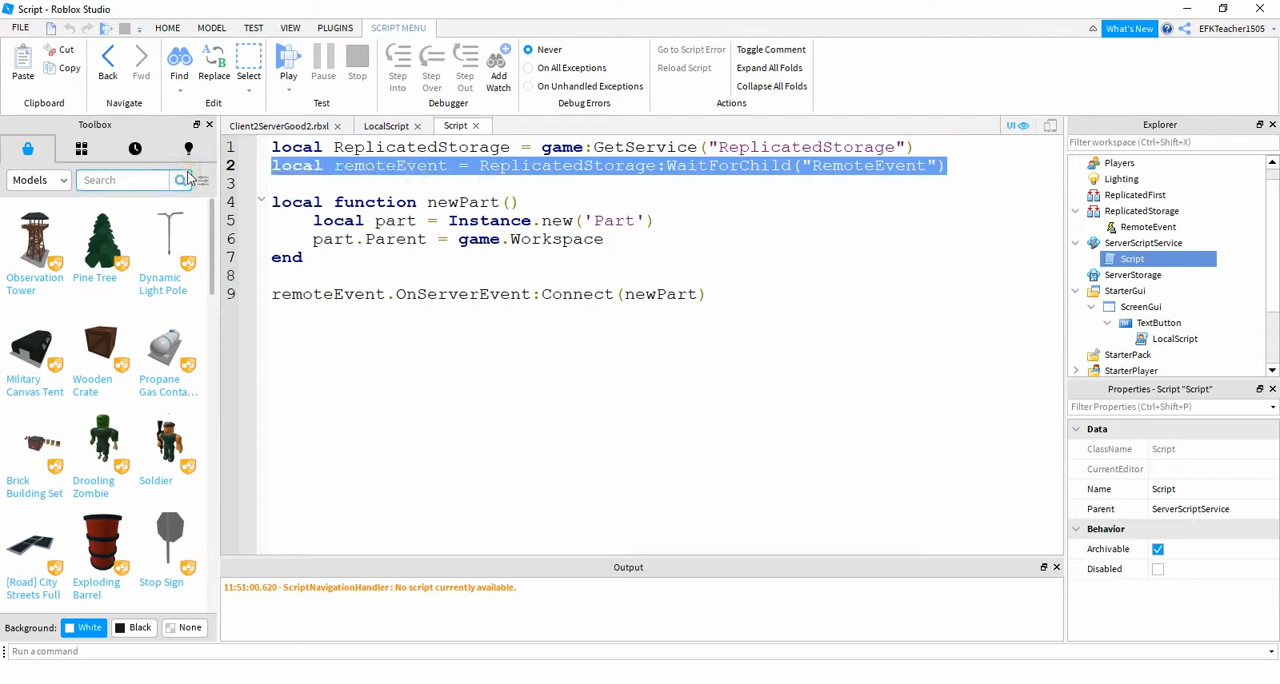 Script - Roblox Studio
FILE HOME MODEL TEST VIEW PLUGINS SCRIPT MENU What's New EFKTeacher1505
Paste Cut Copy Back Fwd Find Replace Select Play Pause Stop Step Into Step Over Step Out Add Watch Never On All Exceptions On Unhandled Exceptions Go to Script Error Reload Script Toggle Comment Expand All Folds Collapse All Folds
Clipboard Navigate Edit Test Debugger Debug Errors Actions
Toolbox
Models Search
Observation Tower
Pine Tree
Dynamic Light Pole
Military Canvas Tent
Wooden Crate
Propane Gas Conta...
Brick Building Set
Drooling Zombie
Soldier
[Road] City Streets Full
Exploding Barrel
Stop Sign
Background: White Black None
Client2ServerGood2.rbxl LocalScript Script UI
1 local ReplicatedStorage = game:GetService("ReplicatedStorage")
2 local remoteEvent = ReplicatedStorage:WaitForChild("RemoteEvent")
3
4 local function newPart()
5 local part = Instance.new('Part')
6 part.Parent = game.Workspace
7 end
8
9 remoteEvent.OnServerEvent:Connect(newPart)
Output
11:51:00.620 - ScriptNavigationHandler : No script currently available.
Explorer
Filter workspace (Ctrl+Shift+X)
Players
Lighting
ReplicatedFirst
ReplicatedStorage
RemoteEvent
ServerScriptService
Script
ServerStorage
StarterGui
ScreenGui
TextButton
LocalScript
StarterPack
StarterPlayer
Properties - Script "Script"
Filter Properties (Ctrl+Shift+P)
Data
ClassName Script
CurrentEditor
Name Script
Parent ServerScriptService
Behavior
Archivable
Disabled
Run a command